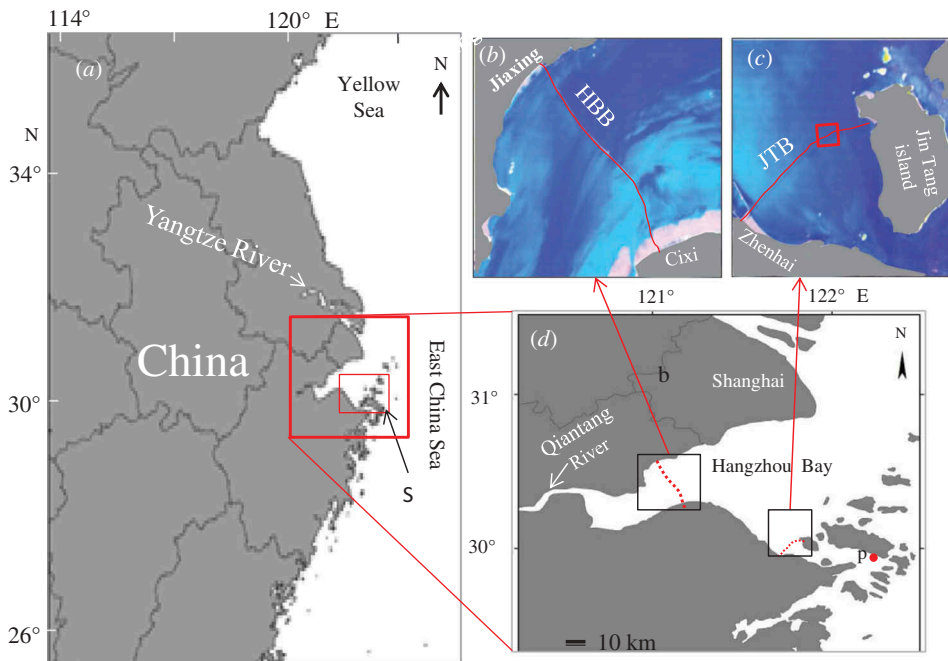 114°
120° E
(a)
N
Yellow
Sea
N
34°
Yangtze River
China
30°
East China Sea
S
26°
(b)
Jiaxing
HBB
Cixi
(c)
JTB
Jin Tang
island
Zhenhai
121°
122° E
(d)
N
b
Shanghai
31°
Qiantang
River
Hangzhou Bay
30°
p
10 km